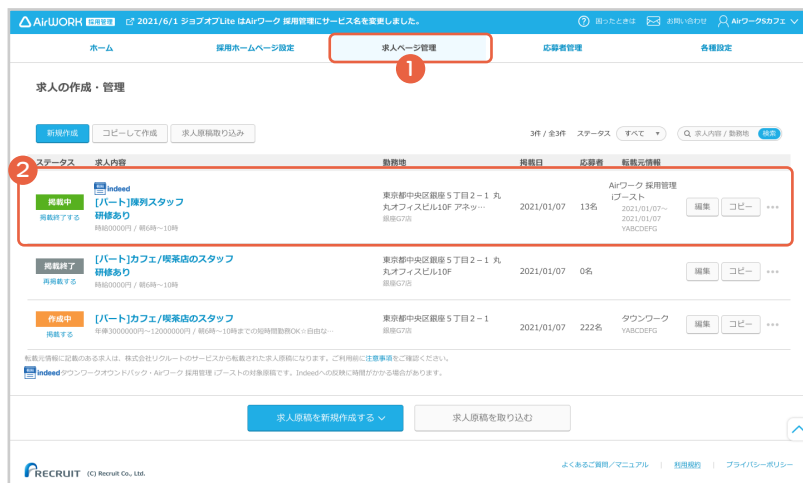 AirWORK 採用管理 2021/6/1 ジョブオプLite はAirワーク 採用管理にサービス名を変更しました。 困ったときは お問い合わせ AirワークSカフェ
ホーム 採用ホームページ設定 求人ページ管理 応募者管理 各種設定
1
求人の作成・管理
新規作成 コピーして作成 求人原稿取り込み 3件 / 全3件 ステータス すべて 求人内容 / 勤務地 検索
2
ステータス 求人内容 勤務地 掲載日 応募者 転載元情報
掲載中
掲載終了する
indeed
[パート]陳列スタッフ
研修あり
時給0000円 / 朝6時～10時
東京都中央区銀座5丁目2－1 丸
丸オフィスビル10F アネッ…
銀座G7店
2021/01/07 13名
Airワーク 採用管理
iブースト
2021/01/07～
2021/01/07
YABCDEFG
編集 コピー
掲載終了
再掲載する
[パート]カフェ/喫茶店のスタッフ
研修あり
時給0000円 / 朝6時～10時
東京都中央区銀座5丁目2－1 丸
丸オフィスビル10F
銀座G7店
2021/01/07 0名
編集 コピー
作成中
掲載する
[パート]カフェ/喫茶店のスタッフ
年俸3000000円～12000000円 / 朝6時～10時までの短時間勤務OK☆自由な…
東京都中央区銀座5丁目2－1
銀座G7店
2021/01/07 222名
タウンワーク
YABCDEFG
編集 コピー
転載元情報に記載のある求人は、株式会社リクルートのサービスから転載された求人原稿になります。ご利用前に注意事項をご確認ください。
indeed タウンワークオウンドパック・Airワーク 採用管理 iブーストの対象原稿です。Indeedへの反映に時間がかかる場合があります。
求人原稿を新規作成する 求人原稿を取り込む
RECRUIT (C) Recruit Co., Ltd. よくあるご質問／マニュアル 利用規約 プライバシーポリシー